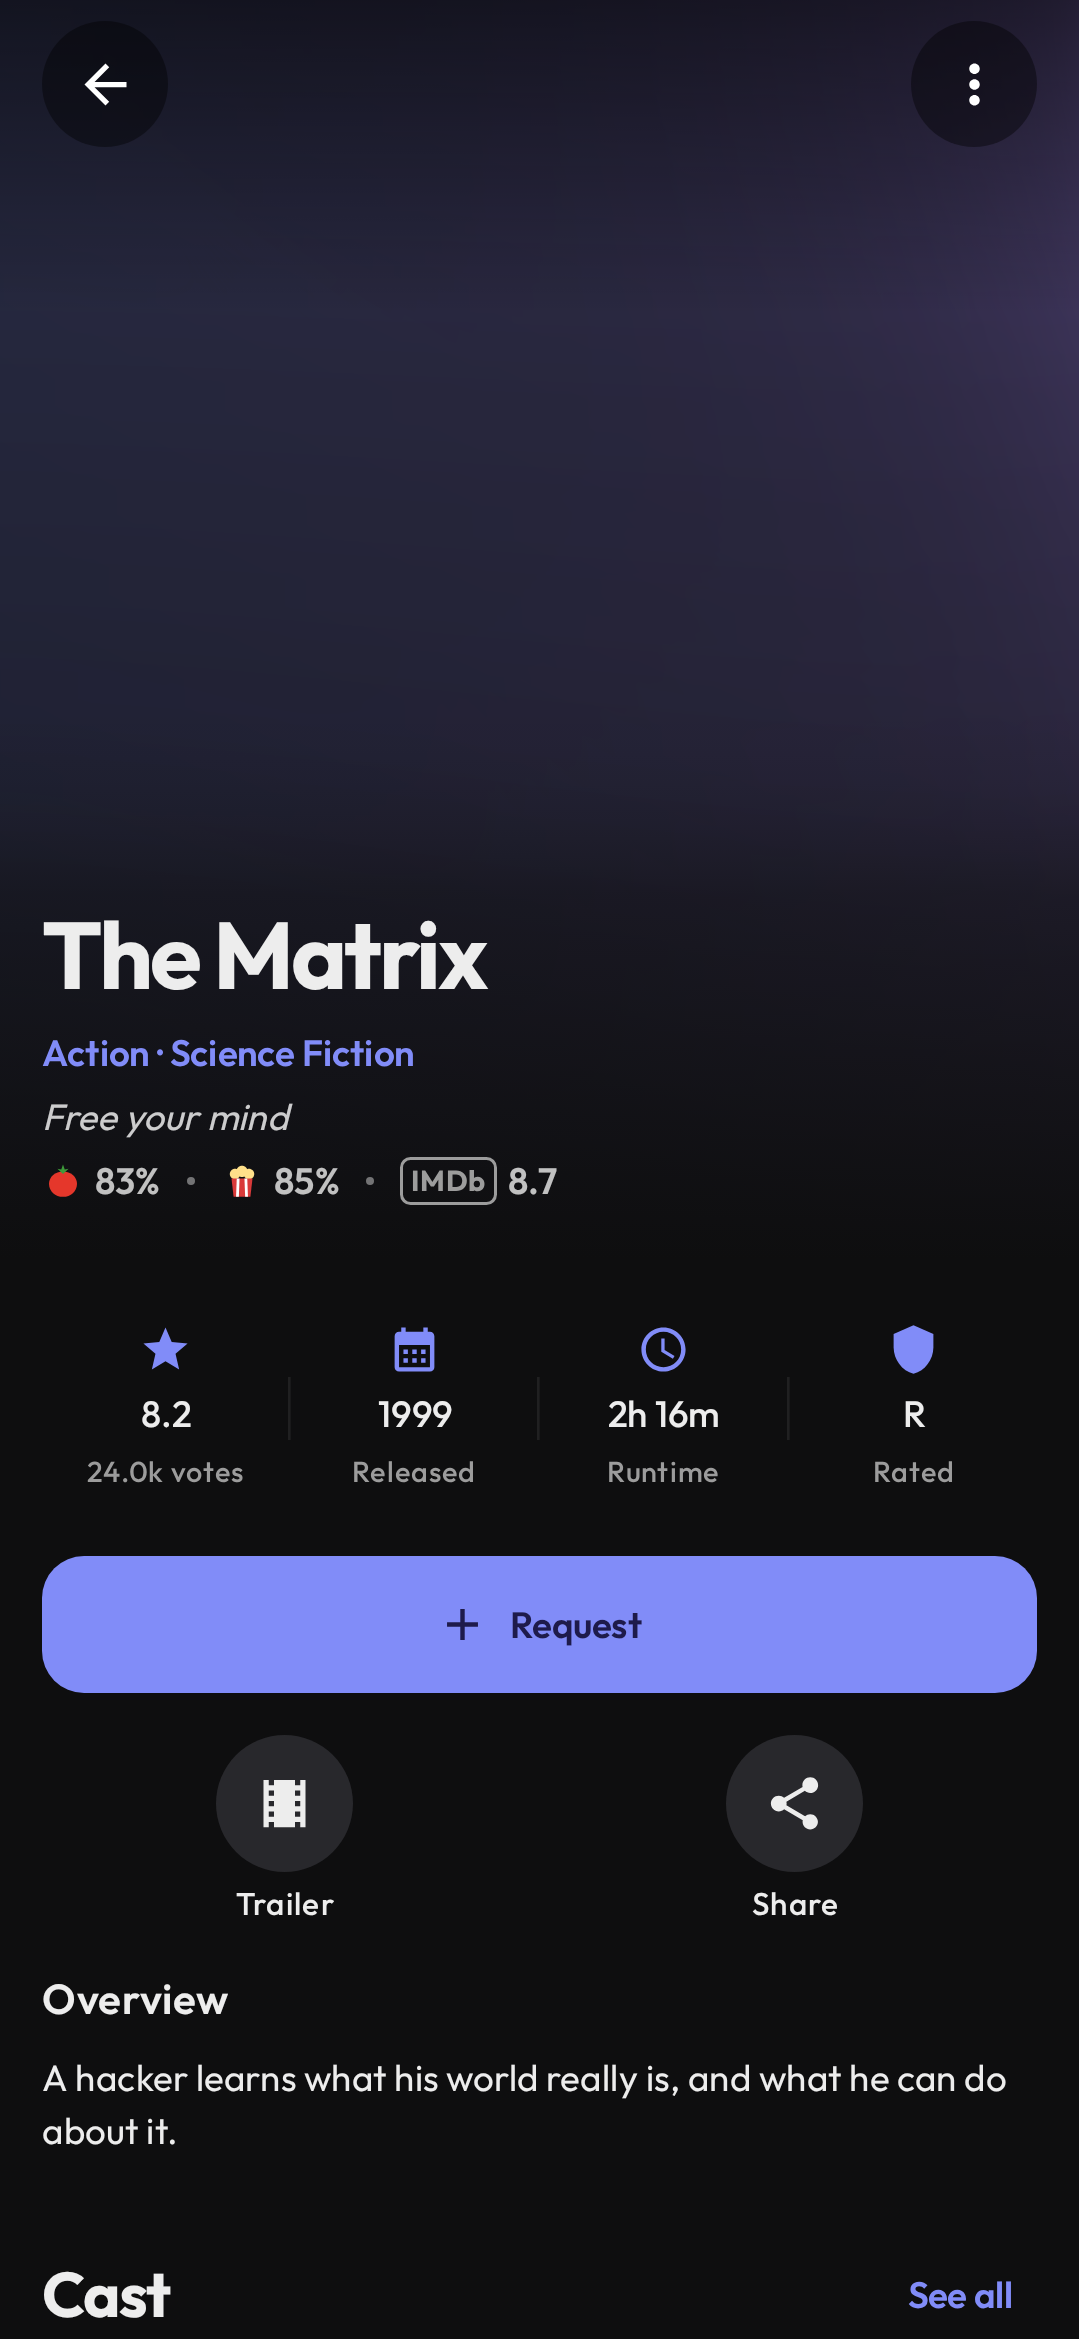 The Matrix
Action · Science Fiction
Free your mind
83% • 85% • IMDb 8.7
8.2 1999 2h 16m R
24.0k votes Released Runtime Rated
Request
Trailer Share
Overview
A hacker learns what his world really is, and what he can do
about it.
Cast See all